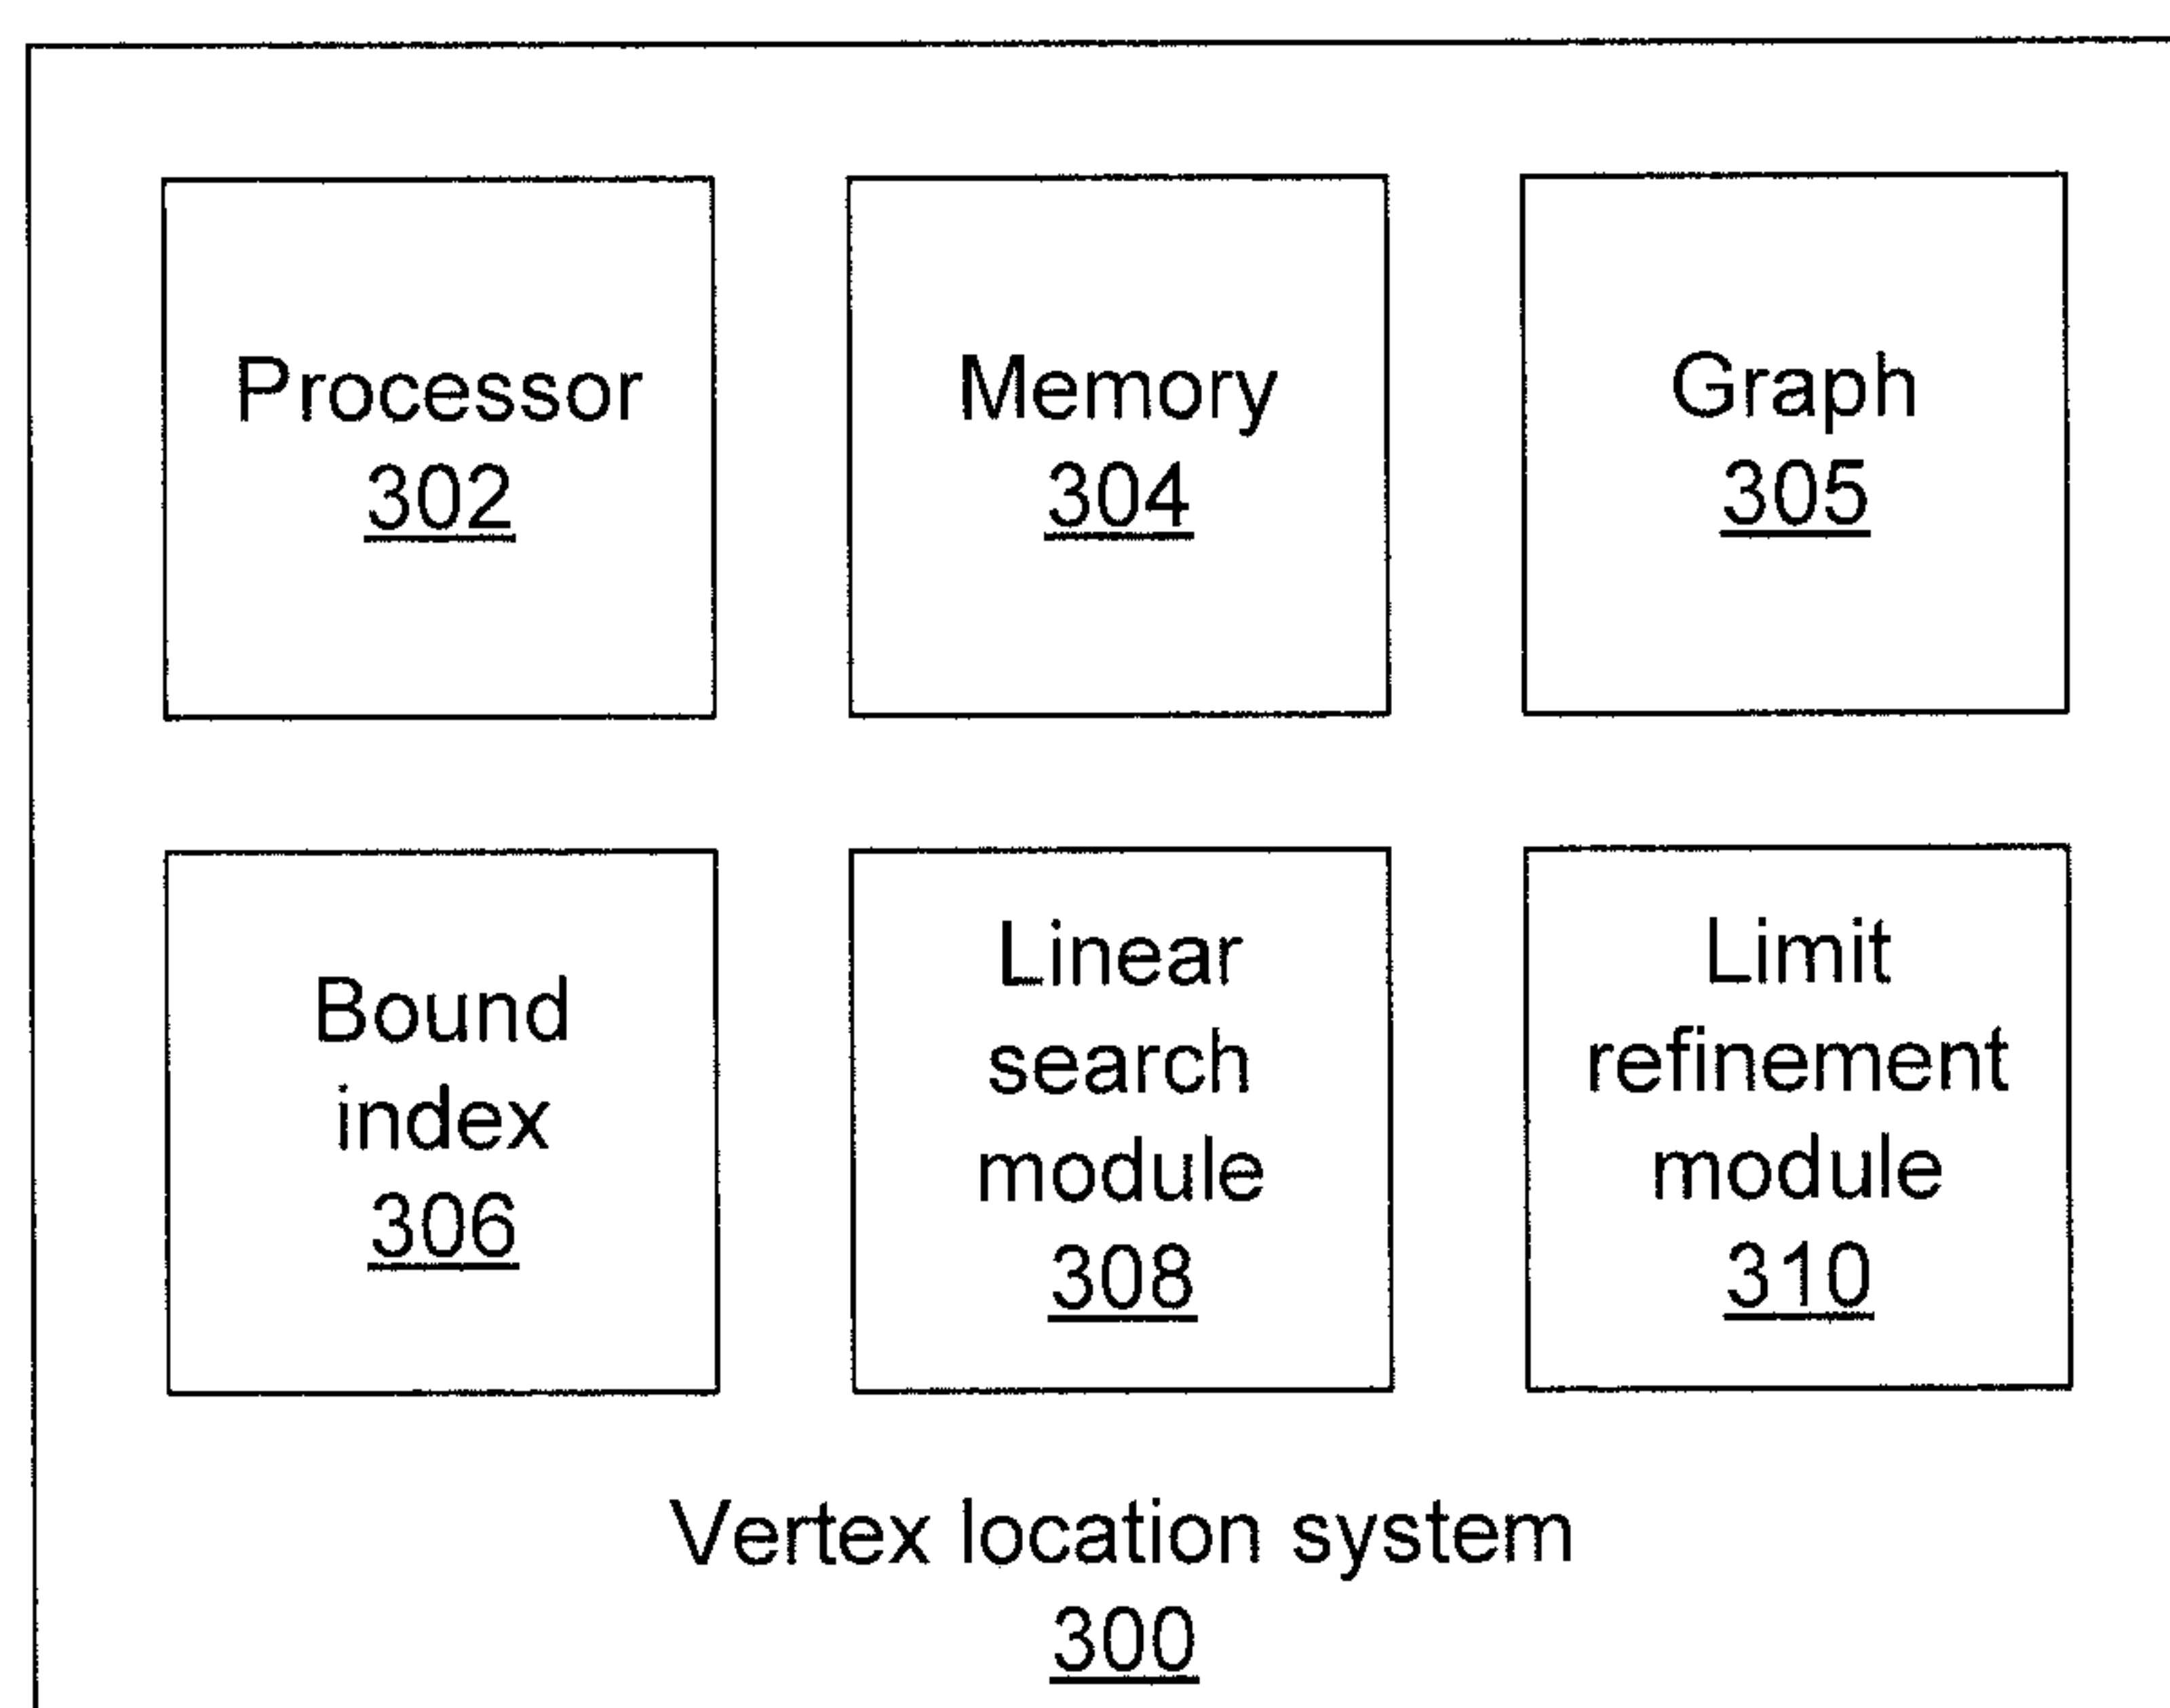 Processor
302
Memory
304
Graph
305
Bound
index
306
Linear
search
module
308
Limit
refinement
module
310
Vertex location system
300